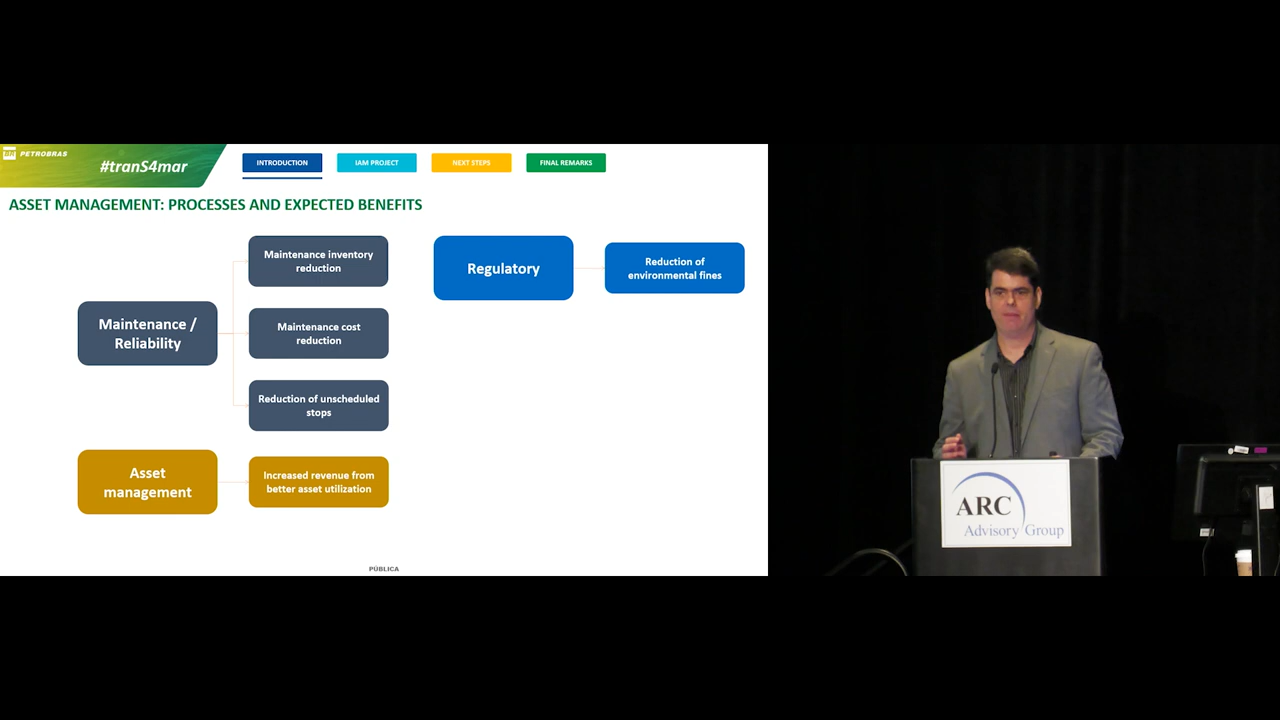 BR PETROBRAS
#tranS4mar
INTRODUCTION
IAM PROJECT
NEXT STEPS
FINAL REMARKS
ASSET MANAGEMENT: PROCESSES AND EXPECTED BENEFITS
Maintenance /
Reliability
Maintenance inventory
reduction
Maintenance cost
reduction
Reduction of unscheduled
stops
Asset
management
Increased revenue from
better asset utilization
Regulatory
Reduction of
environmental fines
PÚBLICA
ARC
Advisory Group